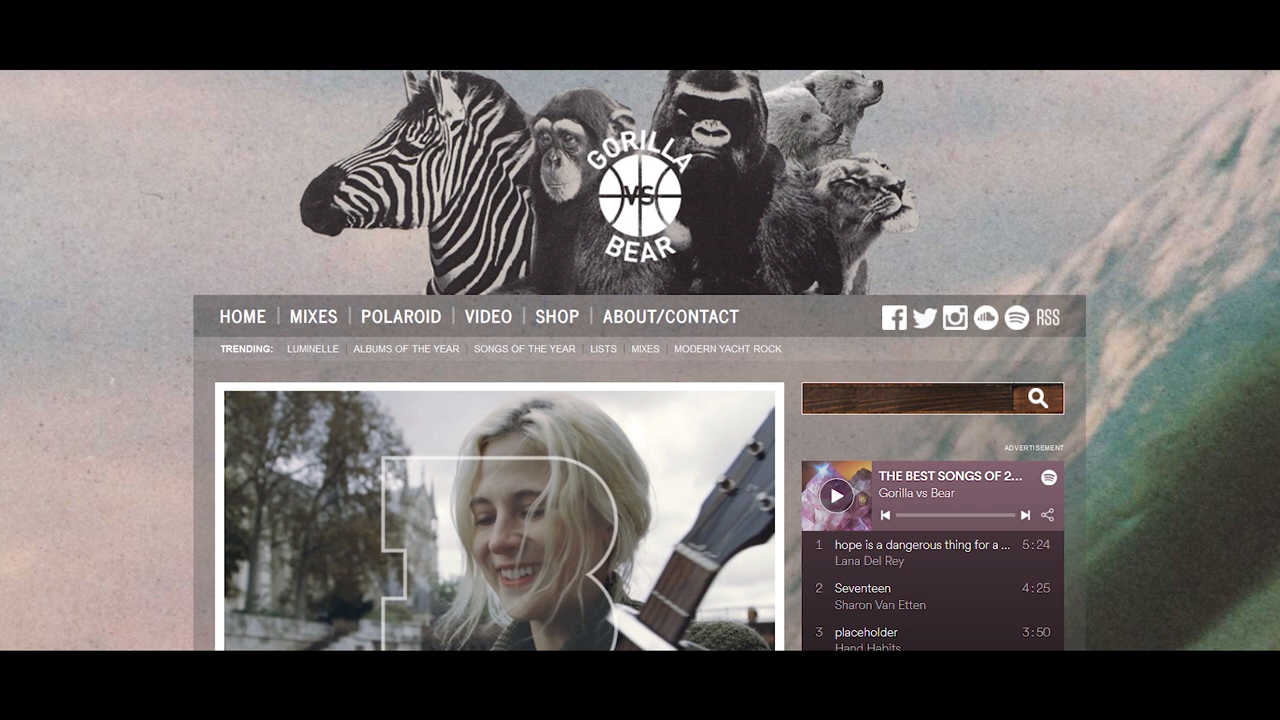 GORILLA
VS
BEAR
HOME | MIXES | POLAROID | VIDEO | SHOP | ABOUT/CONTACT RSS
TRENDING: LUMINELLE | ALBUMS OF THE YEAR | SONGS OF THE YEAR | LISTS | MIXES | MODERN YACHT ROCK
B
ADVERTISEMENT
THE BEST SONGS OF 2...
Gorilla vs Bear
1 hope is a dangerous thing for a ... 5:24
Lana Del Rey
2 Seventeen 4:25
Sharon Van Etten
3 placeholder 3:50
Hand Habits